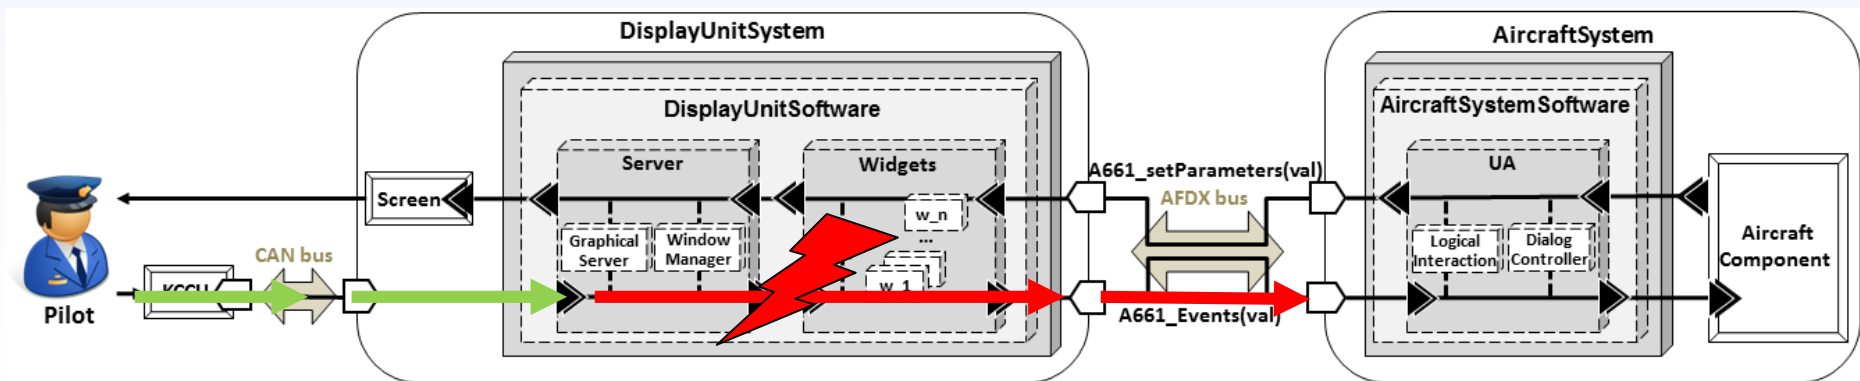 DisplayUnitSystem
AircraftSystem
DisplayUnitSoftware
AircraftSystemSoftware
Server
Widgets
UA
A661_setParameters(val)
Screen
AFDX bus
w_n
...
Graphical
Server
Window
Manager
Logical
Interaction
Dialog
Controller
Aircraft
Component
CAN bus
w_1
Pilot
A661_Events(val)